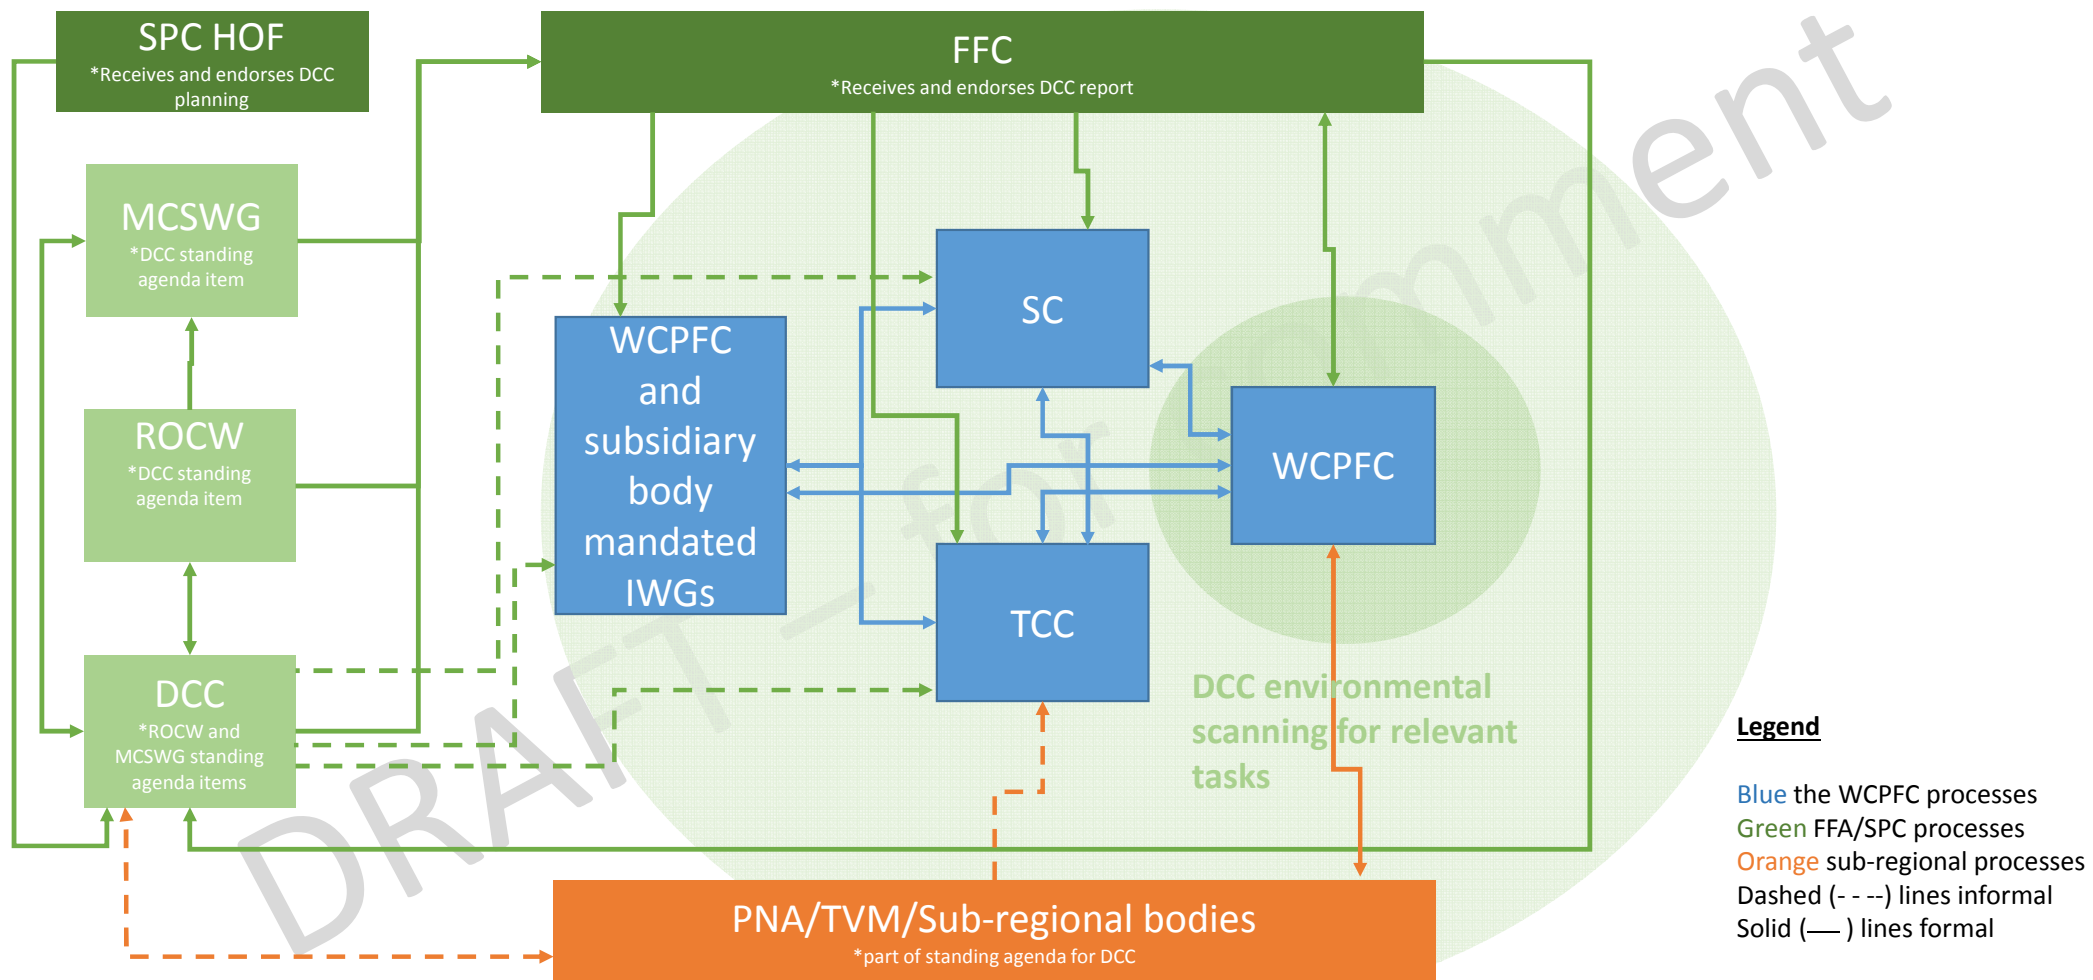 SPC HOF
*Receives and endorses DCC
planning
FFC
*Receives and endorses DCC report
MCSWG
*DCC standing
agenda item
ROCW
*DCC standing
agenda item
DCC
*ROCW and
MCSWG standing
agenda items
WCPFC
and
subsidiary
body
mandated
IWGs
SC
WCPFC
TCC
DCC environmental
scanning for relevant
tasks
PNA/TVM/Sub-regional bodies
*part of standing agenda for DCC
Legend
Blue the WCPFC processes
Green FFA/SPC processes
Orange sub-regional processes
Dashed (- - --) lines informal
Solid (— ) lines formal
DRAFT – for comment